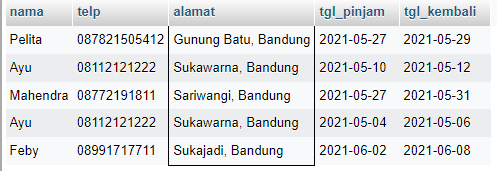 nama telp alamat tgl_pinjam tgl_kembali
Pelita 087821505412 Gunung Batu, Bandung 2021-05-27 2021-05-29
Ayu 08112121222 Sukawarna, Bandung 2021-05-10 2021-05-12
Mahendra 08772191811 Sariwangi, Bandung 2021-05-27 2021-05-31
Ayu 08112121222 Sukawarna, Bandung 2021-05-04 2021-05-06
Feby 08991717711 Sukajadi, Bandung 2021-06-02 2021-06-08